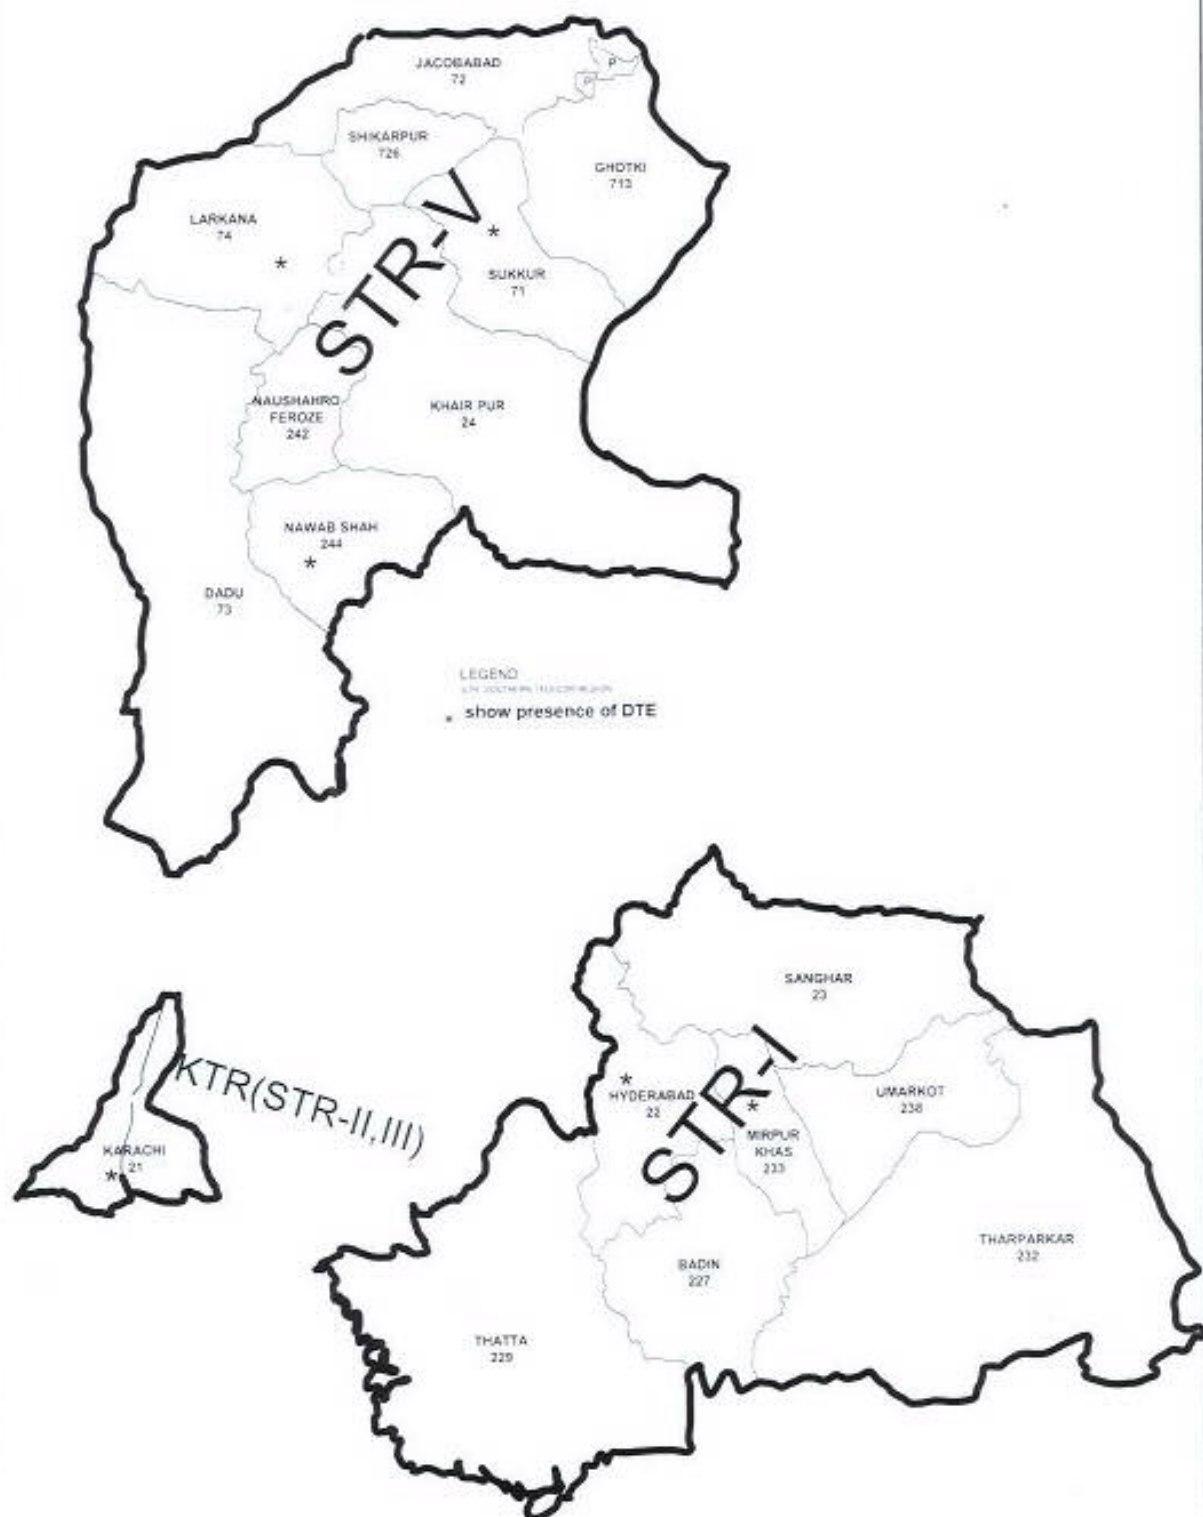 JACOBABAD
72
P
P
SHIKARPUR
726
GHOTKI
713
LARKANA
74
*
STR-V
*
SUKKUR
71
NAUSHAHRO
FEROZE
242
KHAIR PUR
24
NAWAB SHAH
244
*
DADU
73
LEGEND
* show presence of DTE
SANGHAR
23
KTR(STR-II,III)
KARACHI
21
*
STR-I
*
HYDERABAD
22
*
MIRPUR
KHAS
233
UMARKOT
238
THARPARKAR
232
BADIN
227
THATTA
229